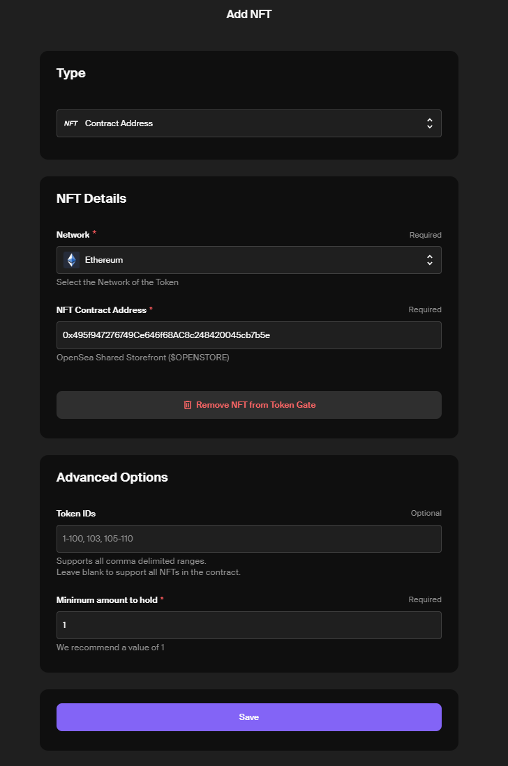 Add NFT
Type
NFT Contract Address
NFT Details
Network * Required
Ethereum
Select the Network of the Token
NFT Contract Address * Required
0x495f947276749Ce646f68AC8c248420045cb7b5e
OpenSea Shared Storefront ($OPENSTORE)
Remove NFT from Token Gate
Advanced Options
Token IDs Optional
1-100, 103, 105-110
Supports all comma delimited ranges.
Leave blank to support all NFTs in the contract.
Minimum amount to hold * Required
1
We recommend a value of 1
Save